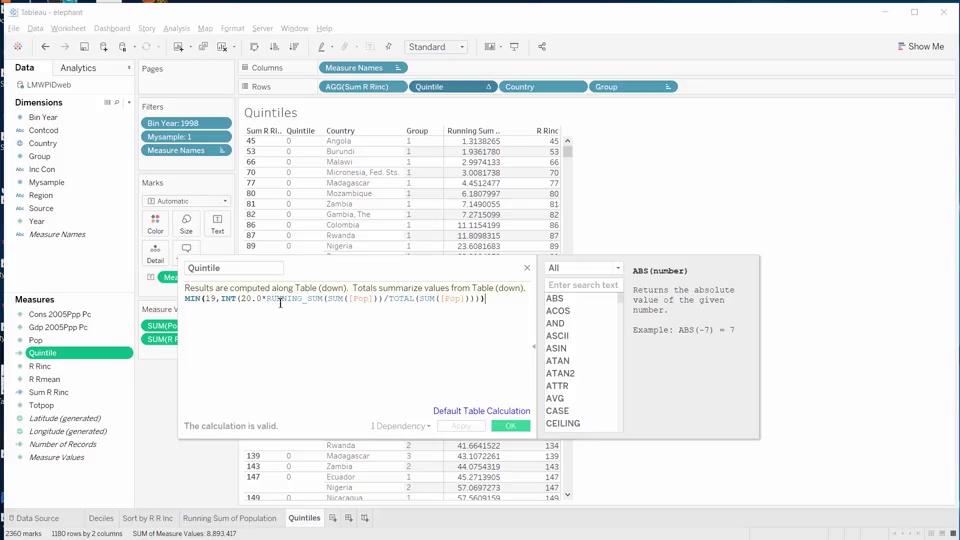 Tableau - elephant
File Data Worksheet Dashboard Story Analysis Map Format Server Window Help
Standard
Show Me
Data Analytics
LMWPIDweb
Dimensions
Bin Year
Abc Contcod
Country
Group
Abc Inc Con
Mysample
Abc Region
Abc Source
Year
Abc Measure Names
Measures
Cons 2005Ppp Pc
Gdp 2005Ppp Pc
Pop
Quintile
R Rinc
R Rmean
Sum R Rinc
Totpop
Latitude (generated)
Longitude (generated)
Number of Records
Measure Values
Pages
Filters
Bin Year: 1998
Mysample: 1
Measure Names
Marks
Abc Automatic
Color Size Text
Detail
Measure V
SUM(Po
SUM(R R
Columns Measure Names
Rows AGG(Sum R Rinc) Quintile Country Group
Quintiles
Sum R Ri.. Quintile Country Group Running Sum .. R Rinc
45 0 Angola 1 1.3138265 45
53 0 Burundi 1 1.9361780 53
66 0 Malawi 1 2.9974133 66
70 0 Micronesia, Fed. Sts. 1 3.0081738 70
77 0 Madagascar 1 4.4512477 77
80 0 Mozambique 1 6.1807997 80
81 0 Zambia 1 7.1490055 81
82 0 Gambia, The 1 7.2715099 82
86 0 Colombia 1 11.1154199 86
87 0 Rwanda 1 11.8098315 87
89 0 Nigeria 1 23.6081683 89
Quintile
Results are computed along Table (down). Totals summarize values from Table (down).
MIN(19,INT(20.0*RUNNING_SUM(SUM([Pop]))/TOTAL(SUM([Pop]))))
Default Table Calculation
The calculation is valid.
1 Dependency
Apply
OK
All
Enter search text
ABS
ACOS
AND
ASCII
ASIN
ATAN
ATAN2
ATTR
AVG
CASE
CEILING
ABS(number)
Returns the
absolute value
of the given
number.
Example: ABS(-7) = 7
Rwanda 2 41.6641522 134
139 0 Madagascar 3 43.1072261 139
143 0 Zambia 2 44.0754319 143
147 0 Ecuador 1 45.2713905 147
Nigeria 2 57.0697273 147
149 0 Nicaragua 1 57.5609159 149
Data Source Deciles Sort by R R Inc Running Sum of Population Quintiles
2360 marks 1180 rows by 2 columns SUM of Measure Values: 8,893,417